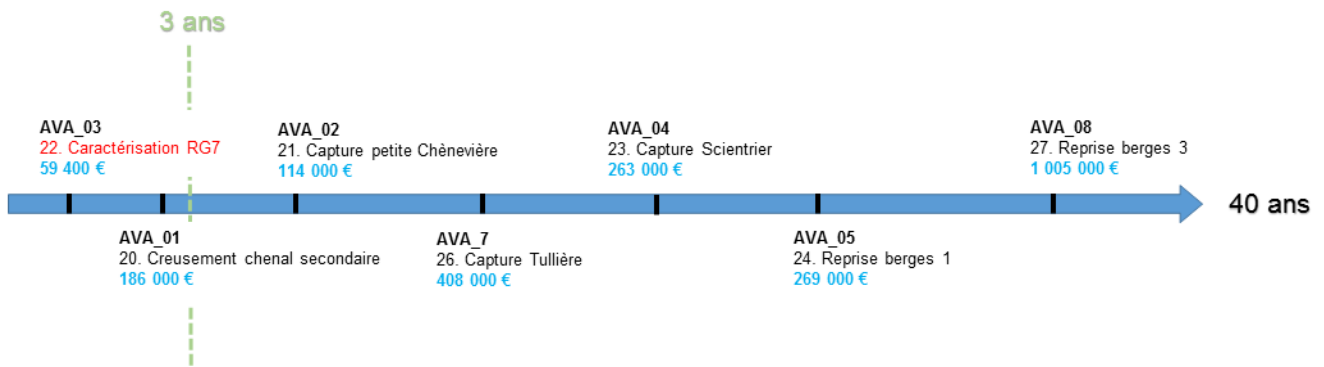 3 ans
AVA_03
22. Caractérisation RG7
59 400 €
AVA_02
21. Capture petite Chènevière
114 000 €
AVA_04
23. Capture Scientrier
263 000 €
AVA_08
27. Reprise berges 3
1 005 000 €
40 ans
AVA_01
20. Creusement chenal secondaire
186 000 €
AVA_7
26. Capture Tullière
408 000 €
AVA_05
24. Reprise berges 1
269 000 €